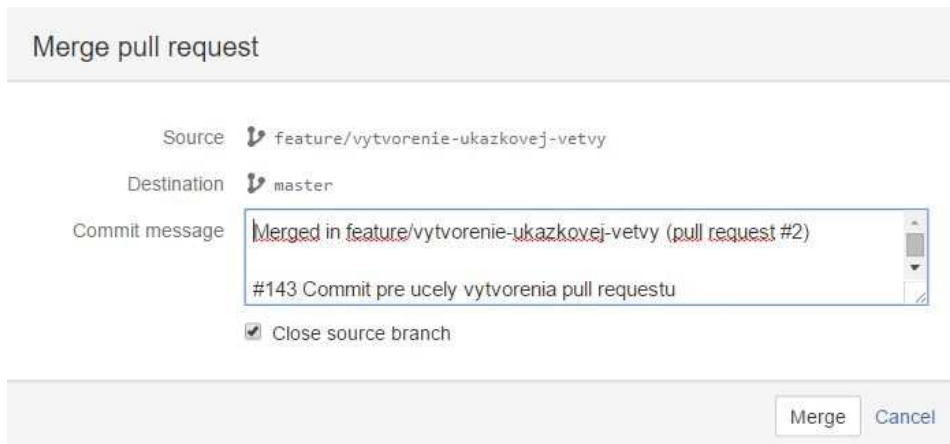 Merge pull request
Source feature/vytvorenie-ukazkovej-vetvy
Destination master
Commit message Merged in feature/vytvorenie-ukazkovej-vetvy (pull request #2)
#143 Commit pre ucely vytvorenia pull requestu
Close source branch
Merge Cancel